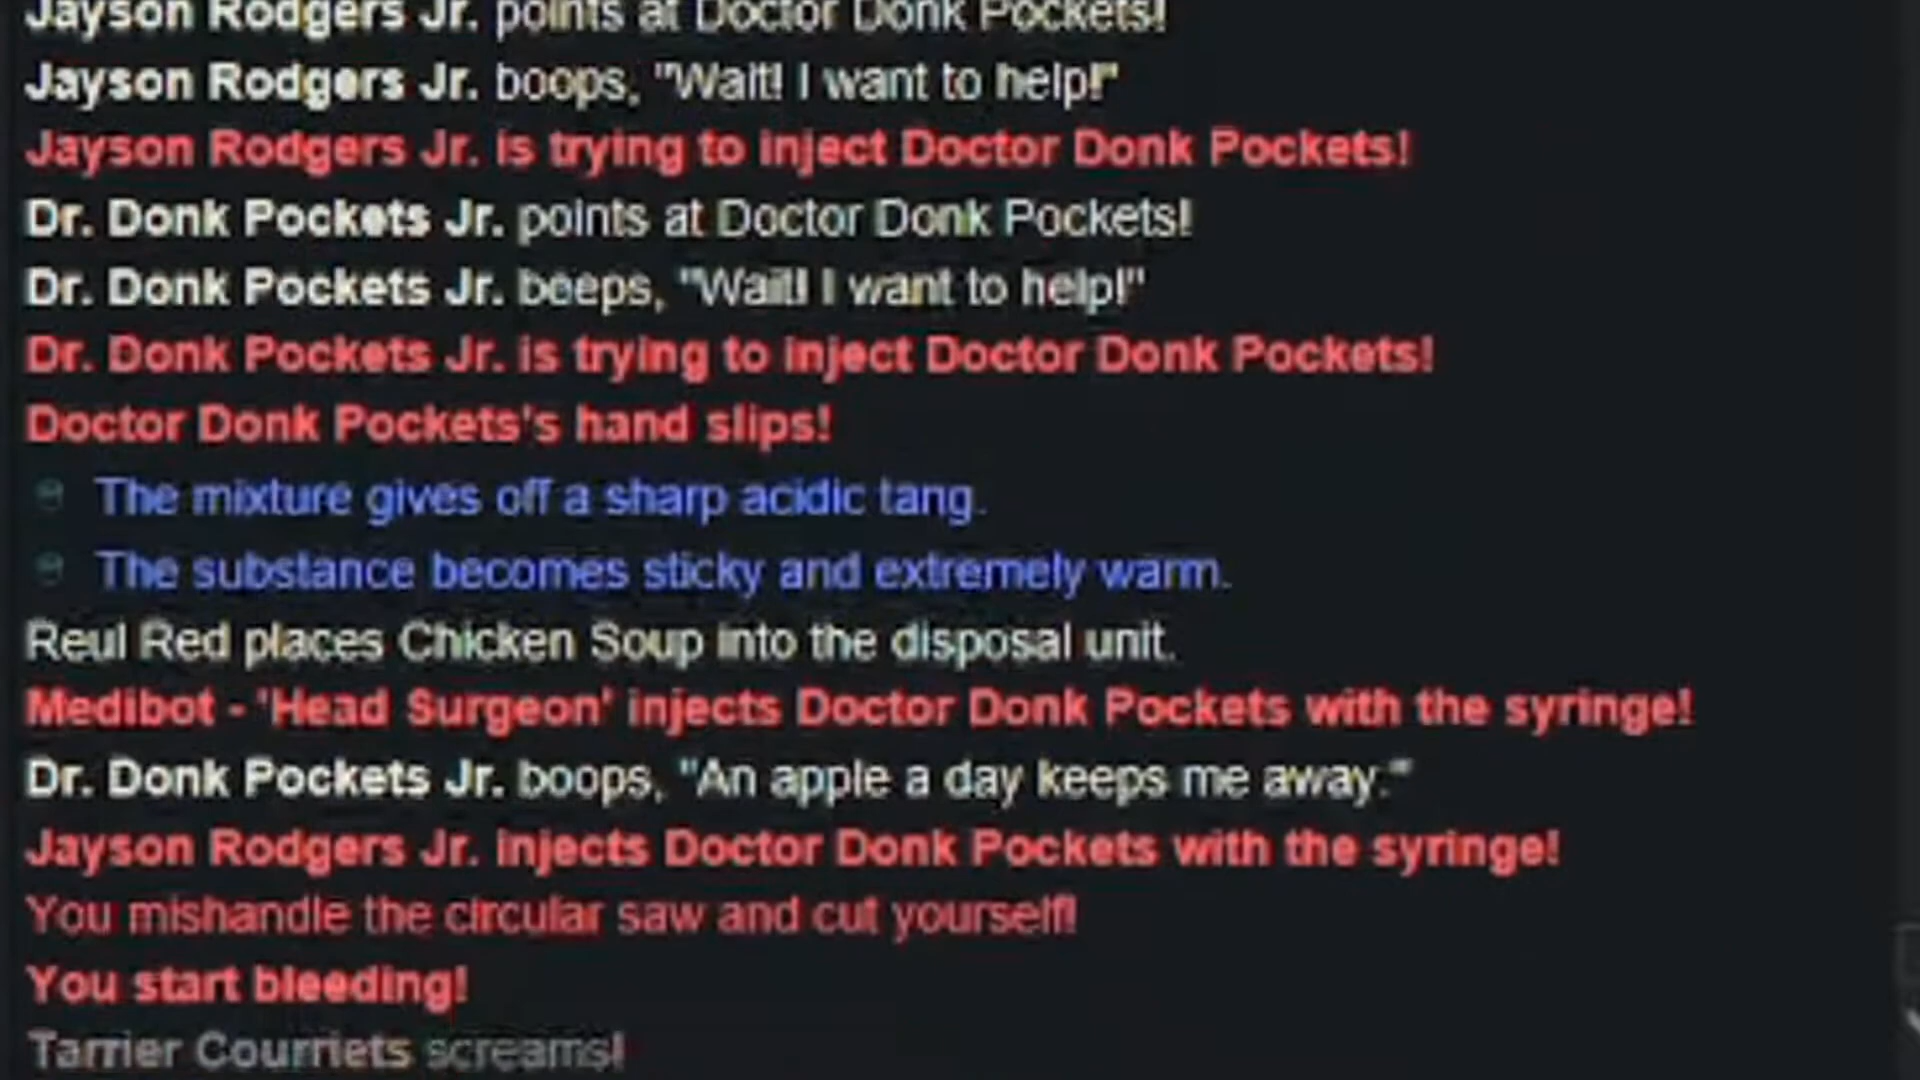 Jayson Rodgers Jr. points at Doctor Donk Pockets!
Jayson Rodgers Jr. boops, "Wait! I want to help!"
Jayson Rodgers Jr. is trying to inject Doctor Donk Pockets!
Dr. Donk Pockets Jr. points at Doctor Donk Pockets!
Dr. Donk Pockets Jr. beeps, "Wait! I want to help!"
Dr. Donk Pockets Jr. is trying to inject Doctor Donk Pockets!
Doctor Donk Pockets's hand slips!
The mixture gives off a sharp acidic tang.
The substance becomes sticky and extremely warm.
Reul Red places Chicken Soup into the disposal unit.
Medibot - 'Head Surgeon' injects Doctor Donk Pockets with the syringe!
Dr. Donk Pockets Jr. boops, "An apple a day keeps me away."
Jayson Rodgers Jr. injects Doctor Donk Pockets with the syringe!
You mishandle the circular saw and cut yourself!
You start bleeding!
Tarrier Courriets screams!